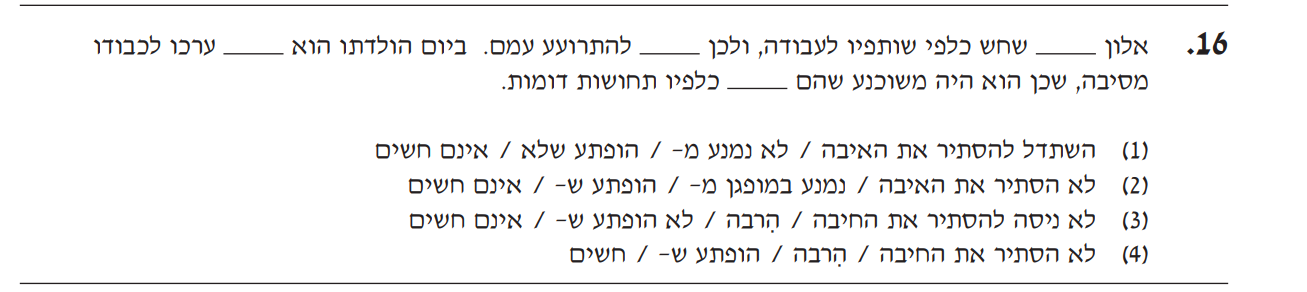 16. אלון _____ שחש כלפי שותפיו לעבודה, ולכן _____ להתרועע עמם. ביום הולדתו הוא _____ ערכו לכבודו
מסיבה, שכן הוא היה משוכנע שהם _____ כלפיו תחושות דומות.
(1) השתדל להסתיר את האיבה / לא נמנע מ- / הופתע שלא / אינם חשים
(2) לא הסתיר את האיבה / נמנע במופגן מ- / הופתע ש- / אינם חשים
(3) לא ניסה להסתיר את החיבה / הִרבה / לא הופתע ש- / אינם חשים
(4) לא הסתיר את החיבה / הִרבה / הופתע ש- / חשים